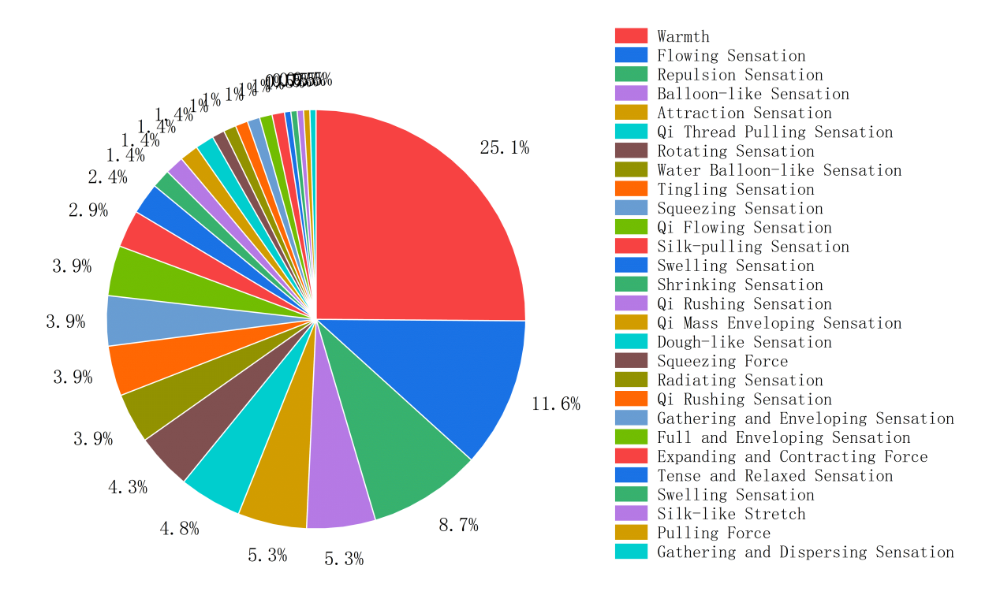 25.1%
11.6%
8.7%
5.3%
5.3%
4.8%
4.3%
3.9%
3.9%
3.9%
3.9%
2.9%
2.4%
1.4%
1.4%
1.4%
1.4%
1%
1%
1%
1%
1%
Warmth
Flowing Sensation
Repulsion Sensation
Balloon-like Sensation
Attraction Sensation
Qi Thread Pulling Sensation
Rotating Sensation
Water Balloon-like Sensation
Tingling Sensation
Squeezing Sensation
Qi Flowing Sensation
Silk-pulling Sensation
Swelling Sensation
Shrinking Sensation
Qi Rushing Sensation
Qi Mass Enveloping Sensation
Dough-like Sensation
Squeezing Force
Radiating Sensation
Qi Rushing Sensation
Gathering and Enveloping Sensation
Full and Enveloping Sensation
Expanding and Contracting Force
Tense and Relaxed Sensation
Swelling Sensation
Silk-like Stretch
Pulling Force
Gathering and Dispersing Sensation